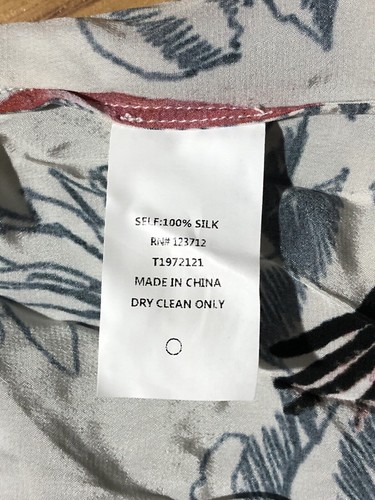 SELF:100% SILK
RN# 123712
T1972121
MADE IN CHINA
DRY CLEAN ONLY